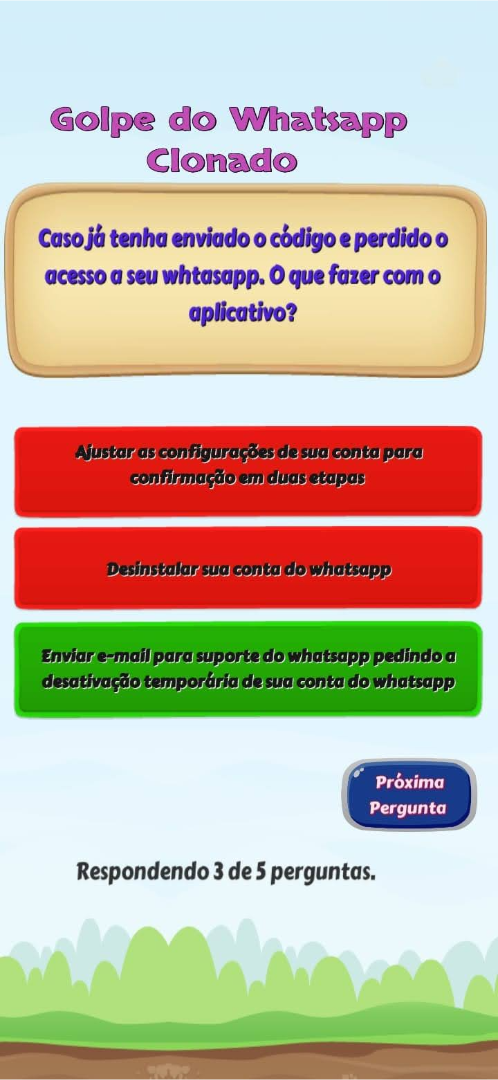 Golpe do Whatsapp
Clonado
Caso já tenha enviado o código e perdido o
acesso a seu whtasapp. O que fazer com o
aplicativo?
Ajustar as configurações de sua conta para
confirmação em duas etapas
Desinstalar sua conta do whatsapp
Enviar e-mail para suporte do whatsapp pedindo a
desativação temporária de sua conta do whatsapp
Próxima
Pergunta
Respondendo 3 de 5 perguntas.